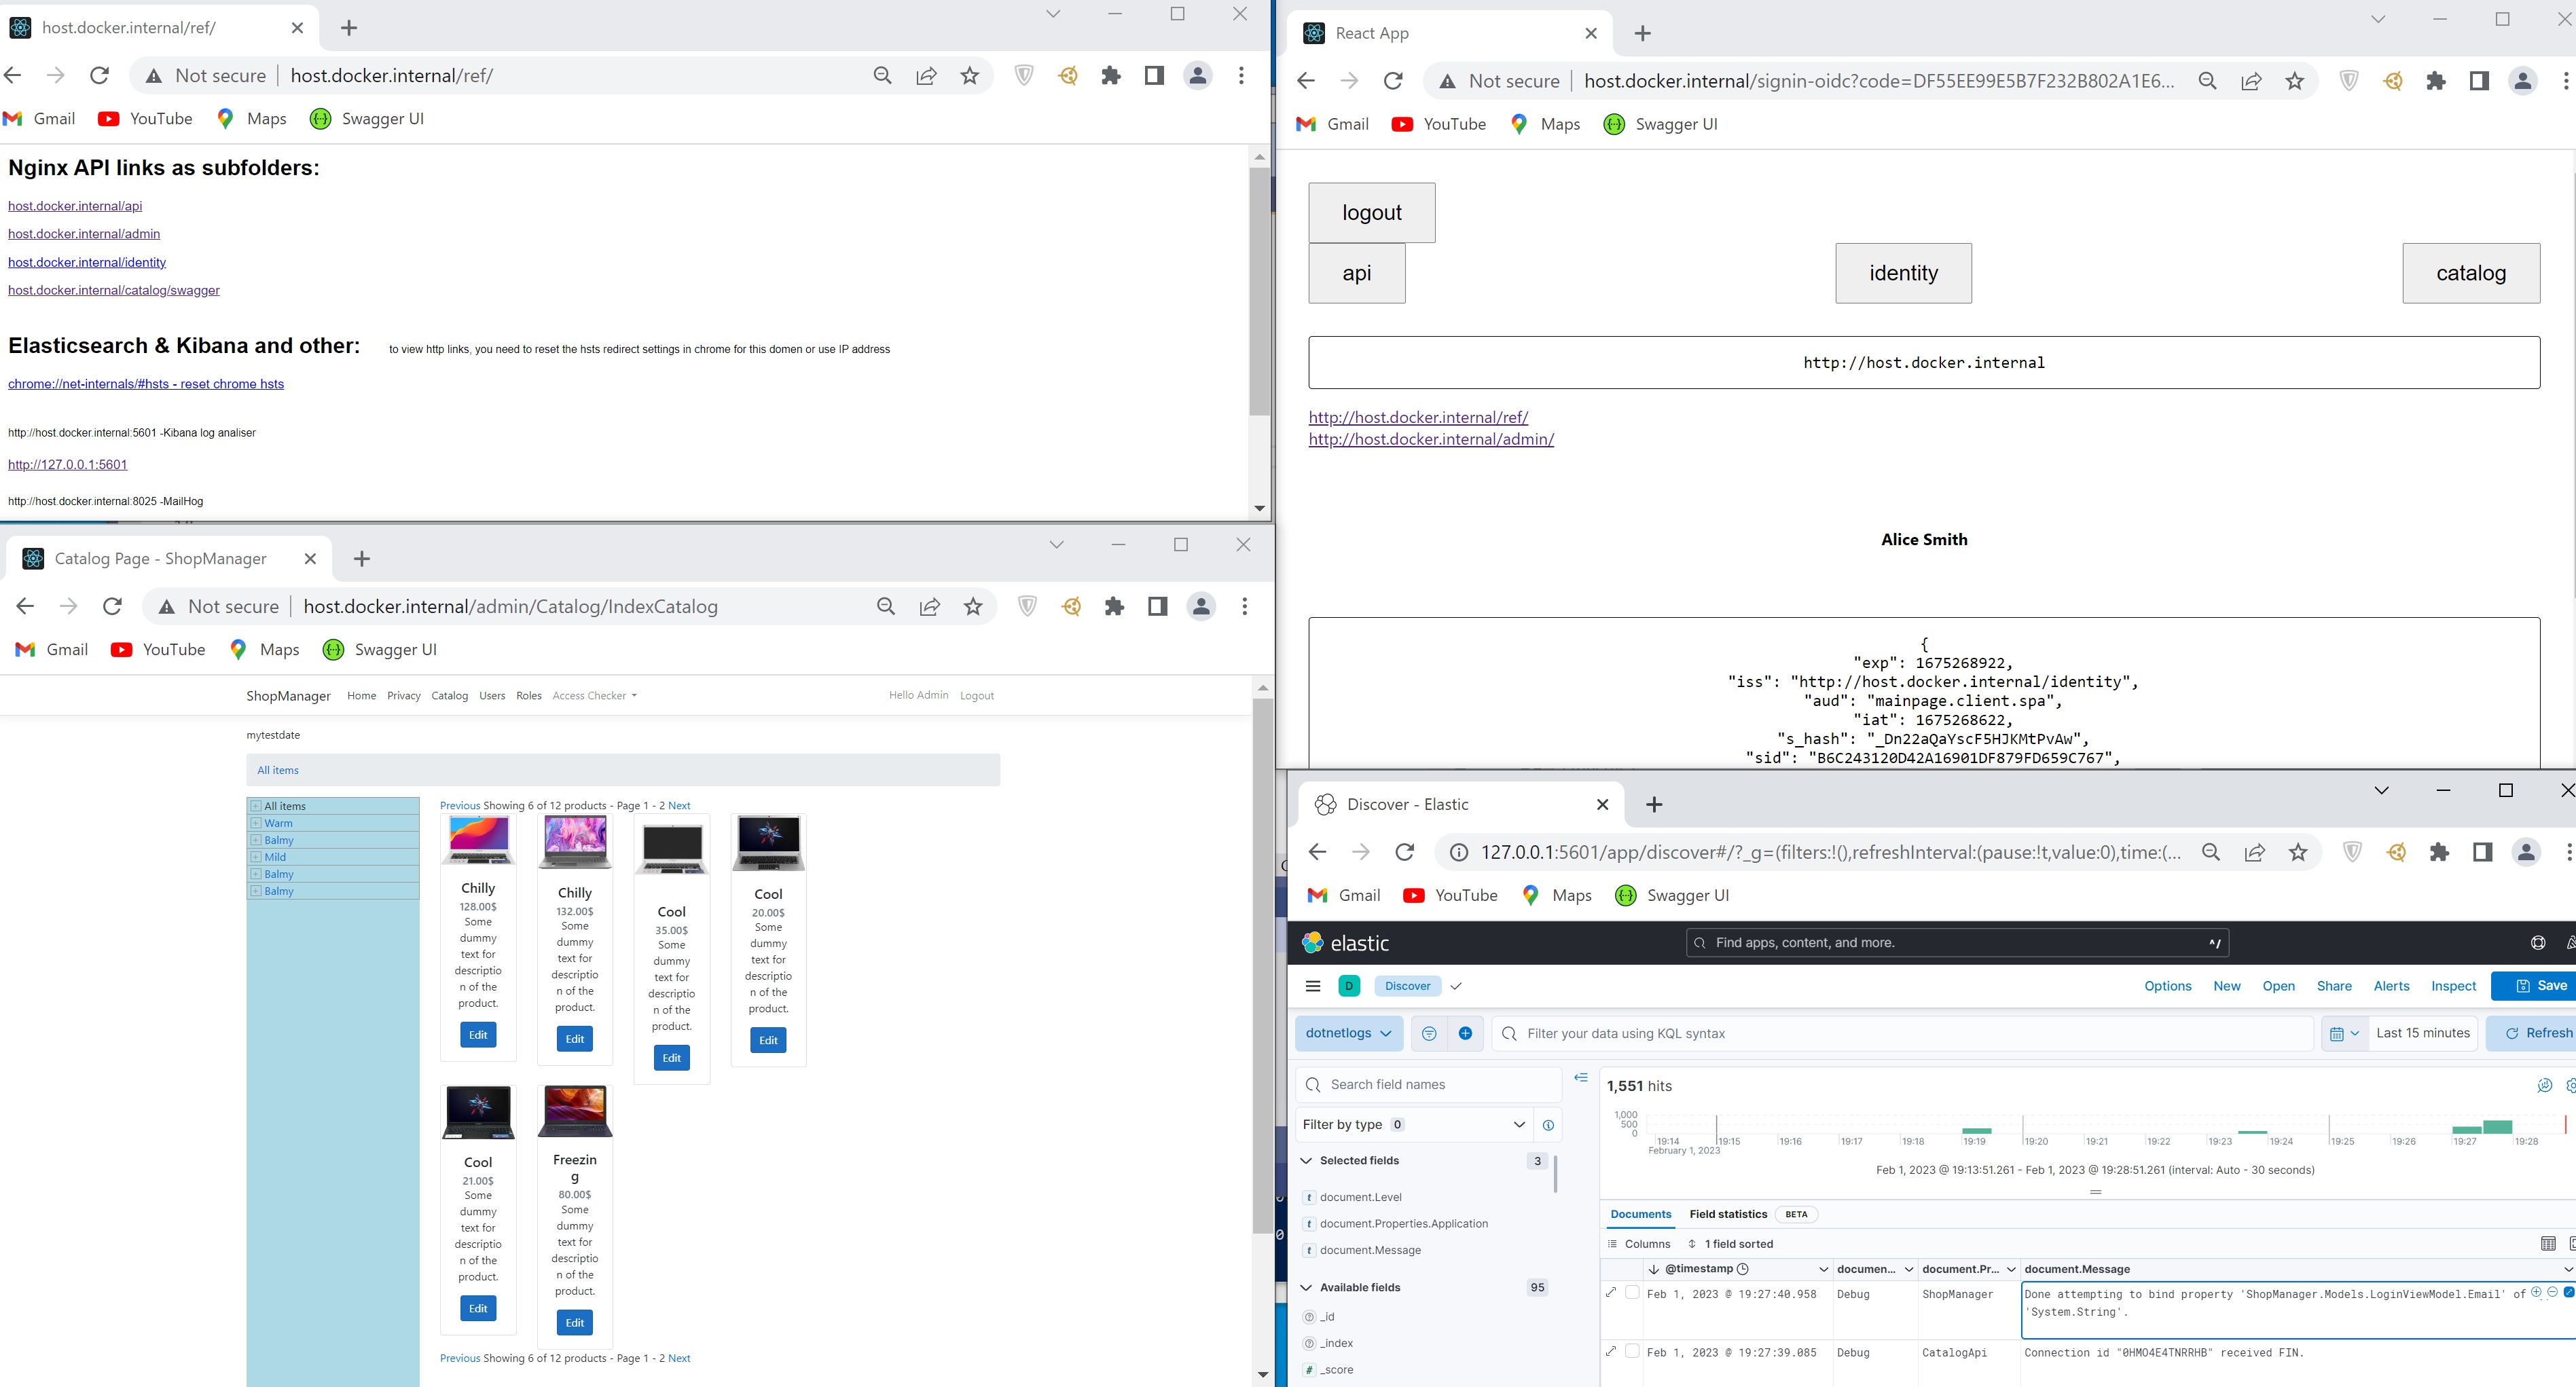 host.docker.internal/ref/
Not secure | host.docker.internal/ref/
Gmail YouTube Maps Swagger UI
Nginx API links as subfolders:
host.docker.internal/api
host.docker.internal/admin
host.docker.internal/identity
host.docker.internal/catalog/swagger
Elasticsearch & Kibana and other: to view http links, you need to reset the hsts redirect settings in chrome for this domen or use IP address
chrome://net-internals/#hsts - reset chrome hsts
http://host.docker.internal:5601 -Kibana log analiser
http://127.0.0.1:5601
http://host.docker.internal:8025 -MailHog
React App
Not secure | host.docker.internal/signin-oidc?code=DF55EE99E5B7F232B802A1E6...
Gmail YouTube Maps Swagger UI
logout
api identity catalog
http://host.docker.internal
http://host.docker.internal/ref/
http://host.docker.internal/admin/
Alice Smith
{
"exp": 1675268922,
"iss": "http://host.docker.internal/identity",
"aud": "mainpage.client.spa",
"iat": 1675268622,
"s_hash": "_Dn22aQaYscF5HJKMtPvAw",
"sid": "B6C243120D42A16901DF879FD659C767",
Catalog Page - ShopManager
Not secure | host.docker.internal/admin/Catalog/IndexCatalog
Gmail YouTube Maps Swagger UI
ShopManager Home Privacy Catalog Users Roles Access Checker Hello Admin Logout
mytestdate
All items
All items
Warm
Balmy
Mild
Balmy
Balmy
Previous Showing 6 of 12 products - Page 1 - 2 Next
Chilly
128.00$
Some
dummy
text for
descriptio
n of the
product.
Edit
Chilly
132.00$
Some
dummy
text for
descriptio
n of the
product.
Edit
Cool
35.00$
Some
dummy
text for
descriptio
n of the
product.
Edit
Cool
20.00$
Some
dummy
text for
descriptio
n of the
product.
Edit
Cool
21.00$
Some
dummy
text for
descriptio
n of the
product.
Edit
Freezin
g
80.00$
Some
dummy
text for
descriptio
n of the
product.
Edit
Previous Showing 6 of 12 products - Page 1 - 2 Next
Discover - Elastic
127.0.0.1:5601/app/discover#/?_g=(filters:!(),refreshInterval:(pause:!t,value:0),time:(...
Gmail YouTube Maps Swagger UI
elastic Find apps, content, and more. ^/
D Discover Options New Open Share Alerts Inspect Save
dotnetlogs Filter your data using KQL syntax Last 15 minutes Refresh
Search field names
Filter by type 0
Selected fields 3
document.Level
document.Properties.Application
document.Message
Available fields 95
_id
_index
_score
1,551 hits
1,000
500
0
19:14 19:15 19:16 19:17 19:18 19:19 19:20 19:21 19:22 19:23 19:24 19:25 19:26 19:27 19:28
February 1, 2023
Feb 1, 2023 @ 19:13:51.261 - Feb 1, 2023 @ 19:28:51.261 (interval: Auto - 30 seconds)
Documents Field statistics BETA
Columns 1 field sorted
@timestamp documen... document.Pr... document.Message
Feb 1, 2023 @ 19:27:40.958 Debug ShopManager Done attempting to bind property 'ShopManager.Models.LoginViewModel.Email' of
'System.String'.
Feb 1, 2023 @ 19:27:39.085 Debug CatalogApi Connection id "0HMO4E4TNRRHB" received FIN.